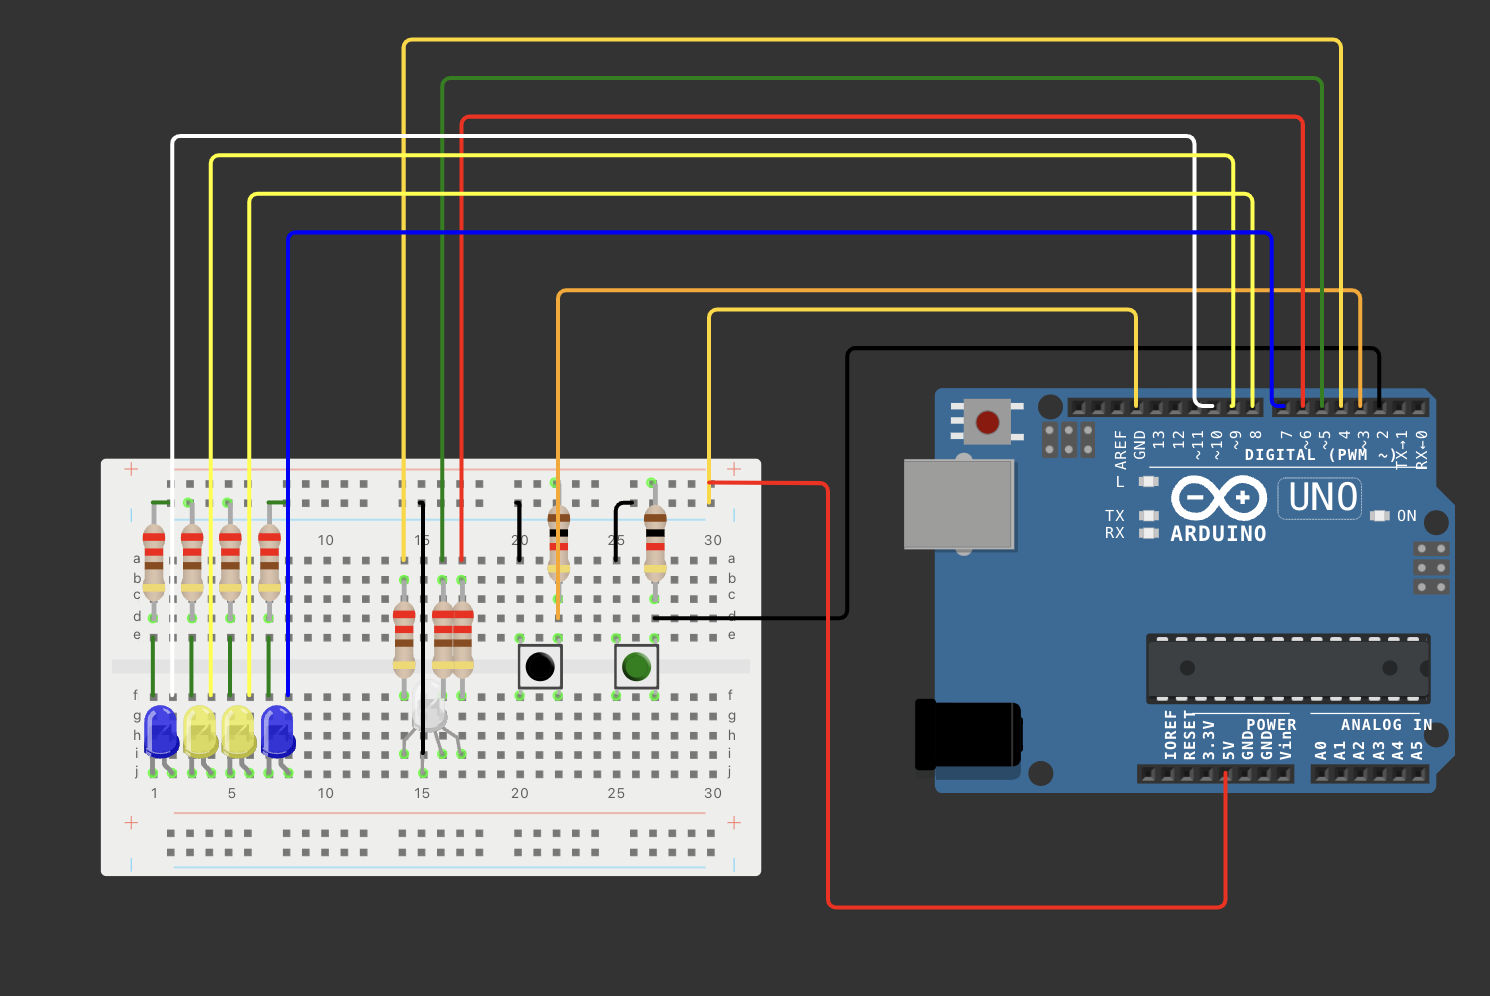 10 15 20 25 30
a a
b b
c c
d d
e e
f f
g g
h h
i i
j j
1 5 10 15 20 25 30
AREF GND 13 12 ~11 ~10 ~9 8 7 ~6 ~5 4 ~3 2 TX→1 RX←0
DIGITAL (PWM ~)
L
TX
RX
UNO
ARDUINO
ON
IOREF RESET 3.3V 5V GND GND Vin A0 A1 A2 A3 A4 A5
POWER
ANALOG IN